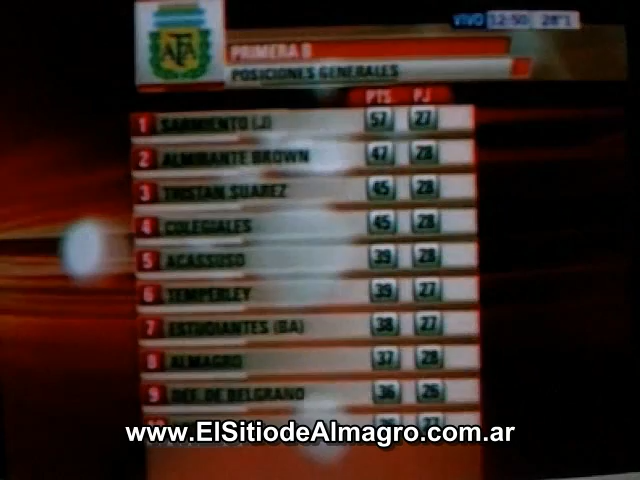 VIVO 12:50 28°1
AFA
PRIMERA B
POSICIONES GENERALES
PTS. PJ
1 SARMIENTO (J) 57 27
2 ALMIRANTE BROWN 47 28
3 TRISTAN SUAREZ 45 28
4 COLEGIALES 45 28
5 ACASSUSO 39 28
6 TEMPERLEY 39 27
7 ESTUDIANTES (BA) 38 27
8 ALMAGRO 37 28
9 DEF. DE BELGRANO 36 26
www.ElSitiodeAlmagro.com.ar